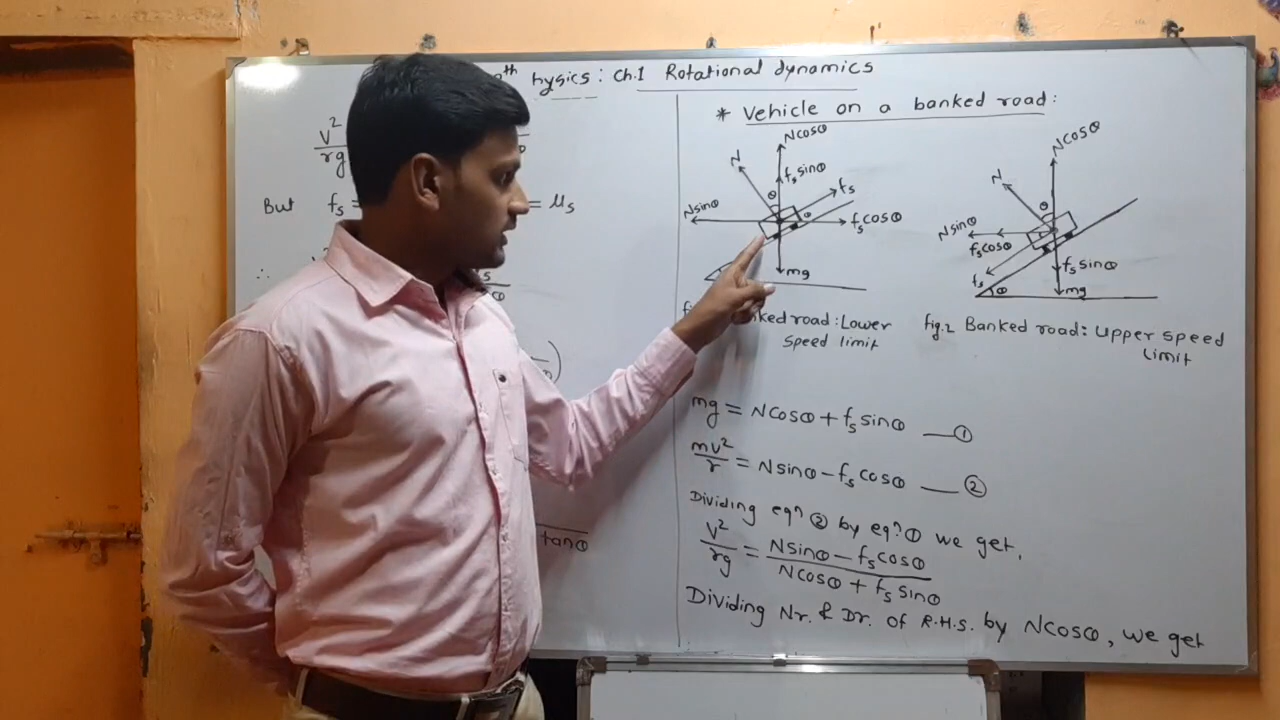 th hysics : Ch.1 Rotational dynamics
V²
rg
But fs = = μs
∴
tanθ
* Vehicle on a banked road :
Ncosθ
N
fs sinθ
θ
fs
Nsinθ
θ
fs cosθ
mg
banked road : Lower
speed limit
Ncosθ
N
θ
Nsinθ
fs cosθ
fs
fs sinθ
θ
mg
fig.2 Banked road : Upper speed
limit
mg = Ncosθ + fs sinθ —①
mv²/r = Nsinθ − fs cosθ —②
Dividing eqn ② by eqn ① we get,
V²/rg = Nsinθ − fs cosθ / Ncosθ + fs sinθ
Dividing Nr. & Dr. of R.H.S. by Ncosθ, we get